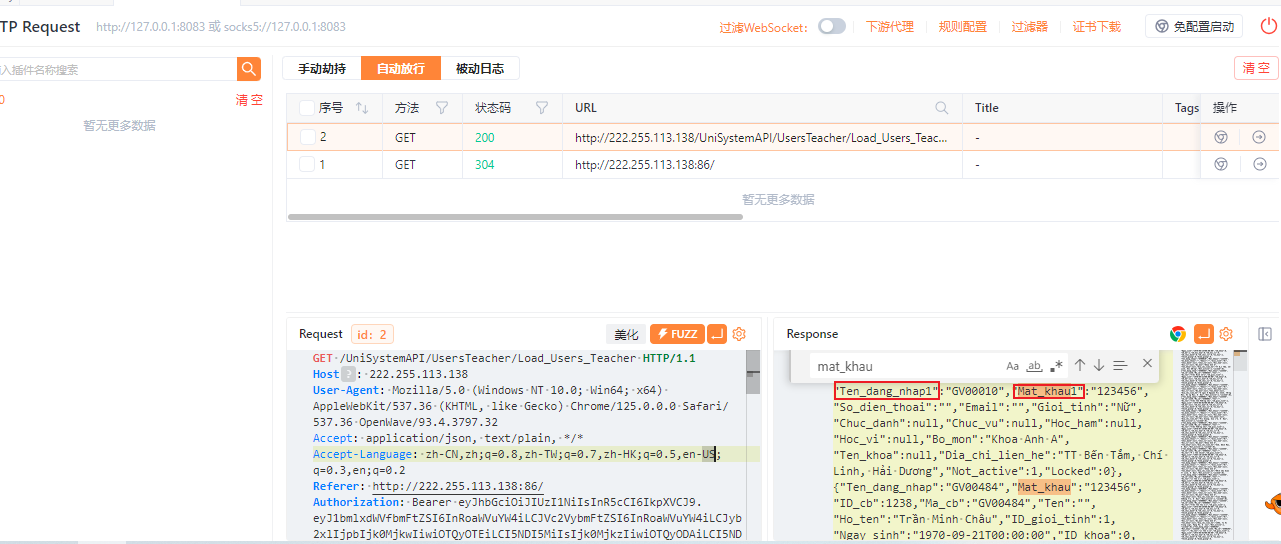 TP Request http://127.0.0.1:8083 或 socks5://127.0.0.1:8083 过滤WebSocket: 下游代理 规则配置 过滤器 证书下载 免配置启动
输入插件名称搜索 手动劫持 自动放行 被动日志 清 空
0 清 空
暂无更多数据
序号 方法 状态码 URL Title Tags 操作
2 GET 200 http://222.255.113.138/UniSystemAPI/UsersTeacher/Load_Users_Teac... -
1 GET 304 http://222.255.113.138:86/ -
暂无更多数据
Request id: 2 美化 FUZZ
GET /UniSystemAPI/UsersTeacher/Load_Users_Teacher HTTP/1.1
Host ? : 222.255.113.138
User-Agent: Mozilla/5.0 (Windows NT 10.0; Win64; x64)
AppleWebKit/537.36 (KHTML, like Gecko) Chrome/125.0.0.0 Safari/
537.36 OpenWave/93.4.3797.32
Accept: application/json, text/plain, */*
Accept-Language: zh-CN,zh;q=0.8,zh-TW;q=0.7,zh-HK;q=0.5,en-US;
q=0.3,en;q=0.2
Referer: http://222.255.113.138:86/
Authorization: Bearer eyJhbGciOiJIUzI1NiIsInR5cCI6IkpXVCJ9.
eyJ1bmlxdWVfbmFtZSI6InRoaWVuYW4iLCJVc2VybmFtZSI6InRoaWVuYW4iLCJyb
2xlIjpbIjk0MjkwIiwiOTQyOTEiLCI5NDI5MiIsIjk0MjkzIiwiOTQyODAiLCI5ND
Response
mat_khau Aa ab .*
"Ten_dang_nhap1":"GV00010","Mat_khau1":"123456",
"So_dien_thoai":"","Email":"","Gioi_tinh":"Nữ",
"Chuc_danh":null,"Chuc_vu":null,"Hoc_ham":null,
"Hoc_vi":null,"Bo_mon":"Khoa Anh A",
"Ten_khoa":null,"Dia_chi_lien_he":"TT Bến Tắm, Chí
Linh, Hải Dương","Not_active":1,"Locked":0},
{"Ten_dang_nhap":"GV00484","Mat_khau":"123456",
"ID_cb":1238,"Ma_cb":"GV00484","Ten":"",
"Ho_ten":"Trần Minh Châu","ID_gioi_tinh":1,
"Ngay_sinh":"1970-09-21T00:00:00","ID_khoa":0,